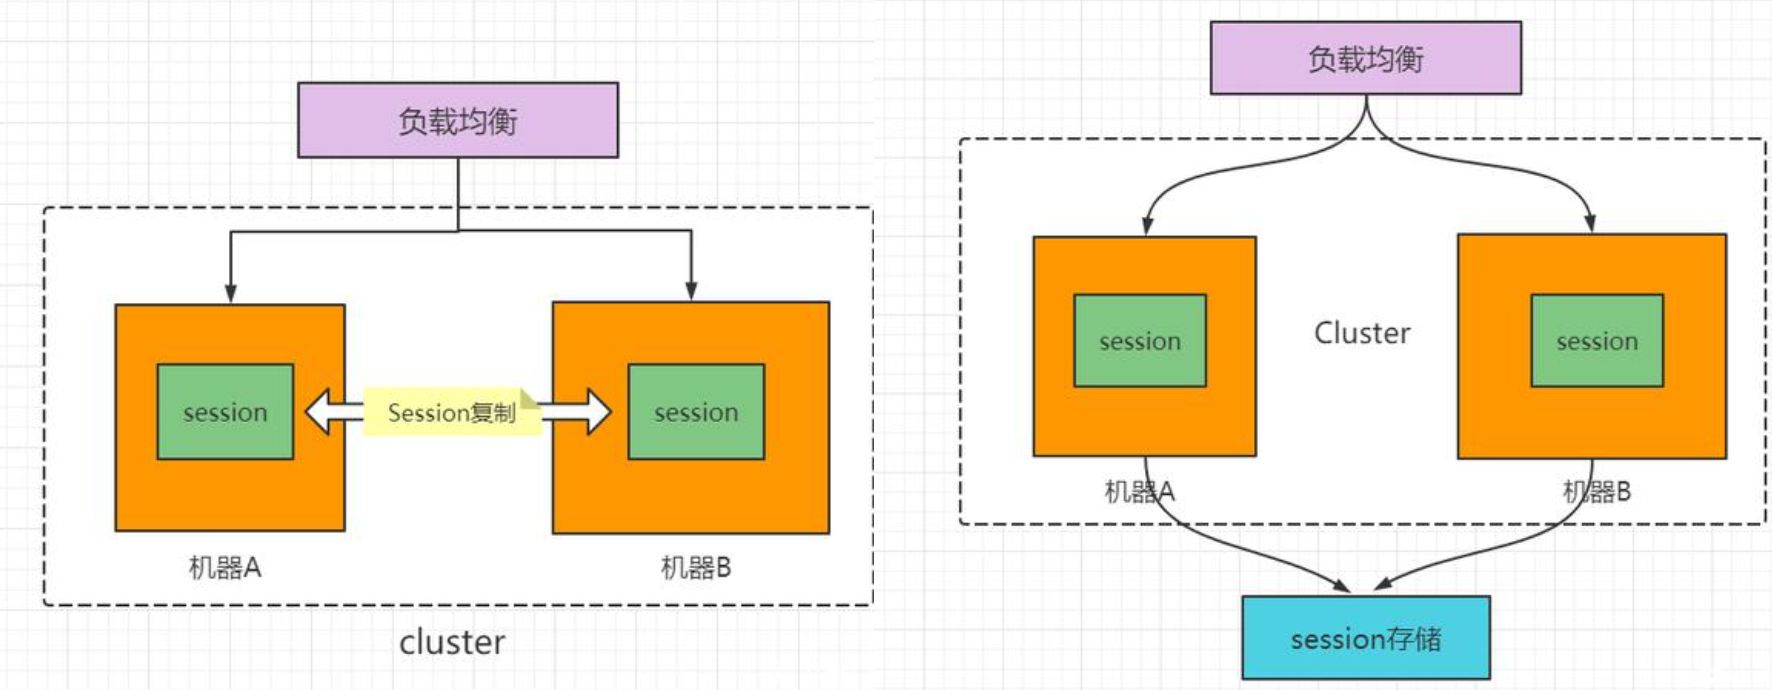 负载均衡
session
Session复制
session
机器A
机器B
cluster
负载均衡
session
Cluster
session
机器A
机器B
session存储